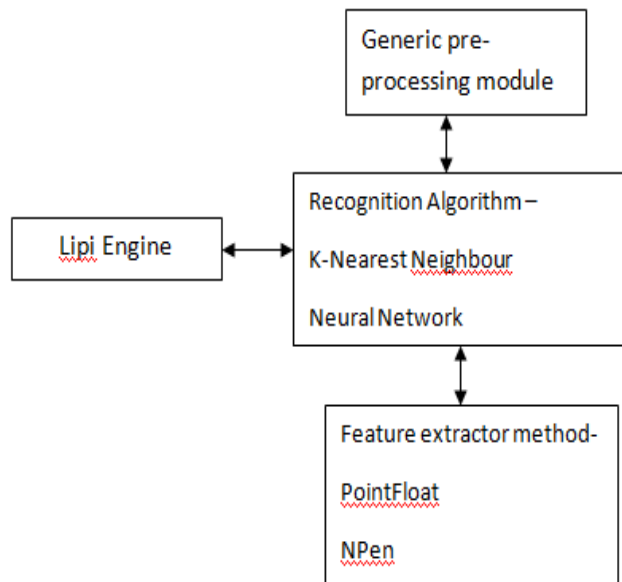 Generic pre-
processing module
Recognition Algorithm –
K-Nearest Neighbour
Neural Network
Lipi Engine
Feature extractor method-
PointFloat
NPen